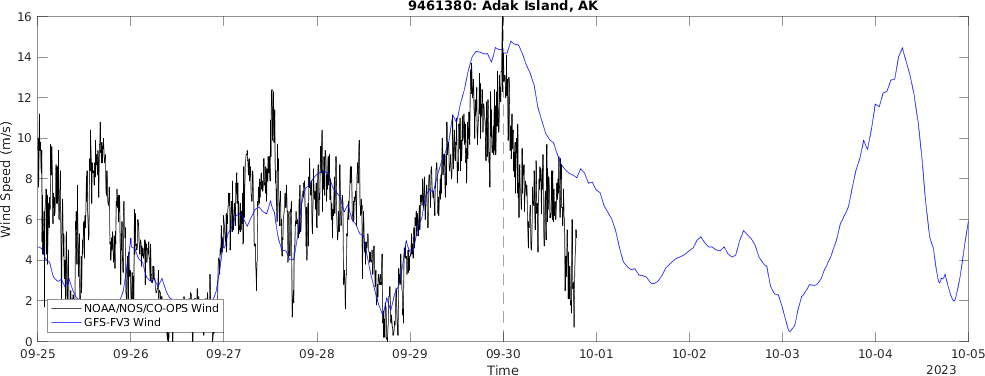 9461380: Adak Island, AK
16
14
12
10
8
6
4
2
0
Wind Speed (m/s)
NOAA/NOS/CO-OPS Wind
GFS-FV3 Wind
09-25 09-26 09-27 09-28 09-29 09-30 10-01 10-02 10-03 10-04 10-05
Time
2023